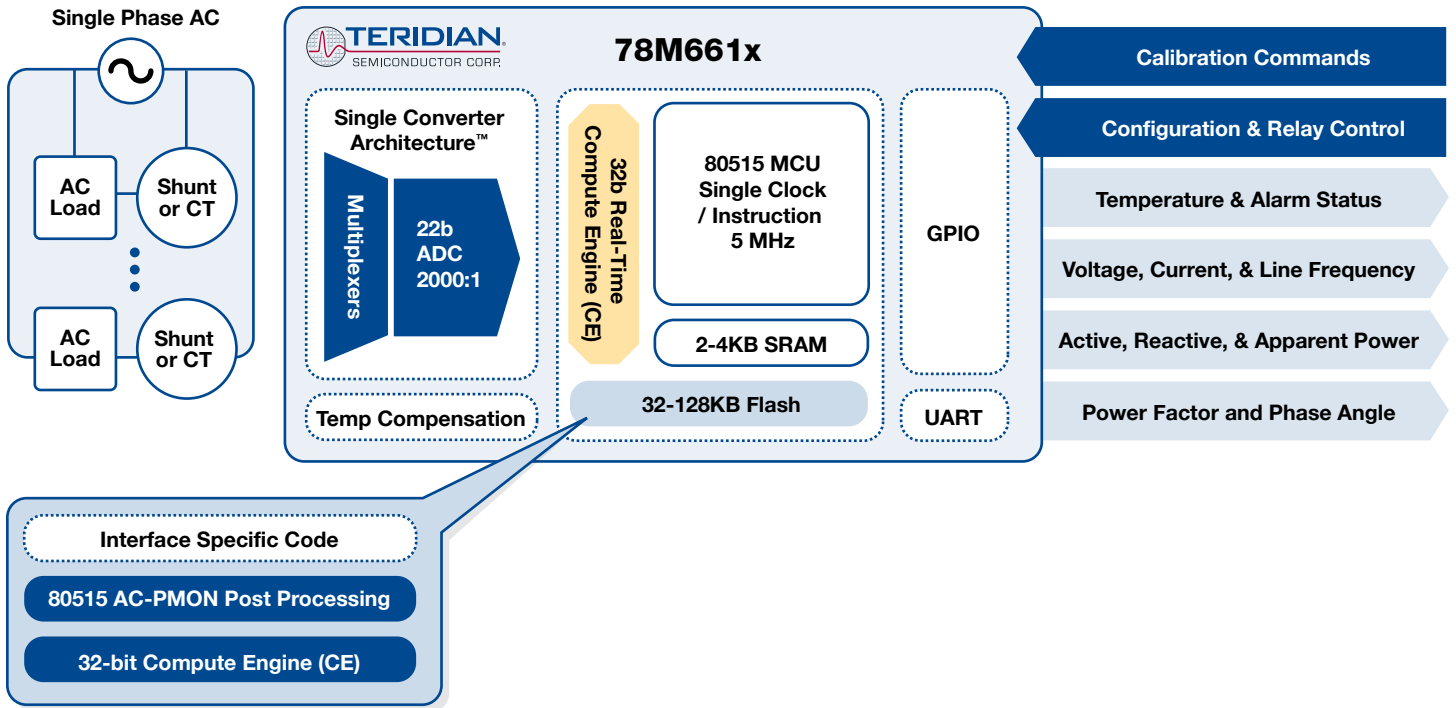 Single Phase AC
AC
Load
Shunt
or CT
AC
Load
Shunt
or CT
TERIDIAN®
SEMICONDUCTOR CORP.
78M661x
Single Converter
Architecture™
Multiplexers
22b
ADC
2000:1
Temp Compensation
32b Real-Time
Compute Engine (CE)
80515 MCU
Single Clock
/ Instruction
5 MHz
2-4KB SRAM
32-128KB Flash
GPIO
UART
Calibration Commands
Configuration & Relay Control
Temperature & Alarm Status
Voltage, Current, & Line Frequency
Active, Reactive, & Apparent Power
Power Factor and Phase Angle
Interface Specific Code
80515 AC-PMON Post Processing
32-bit Compute Engine (CE)